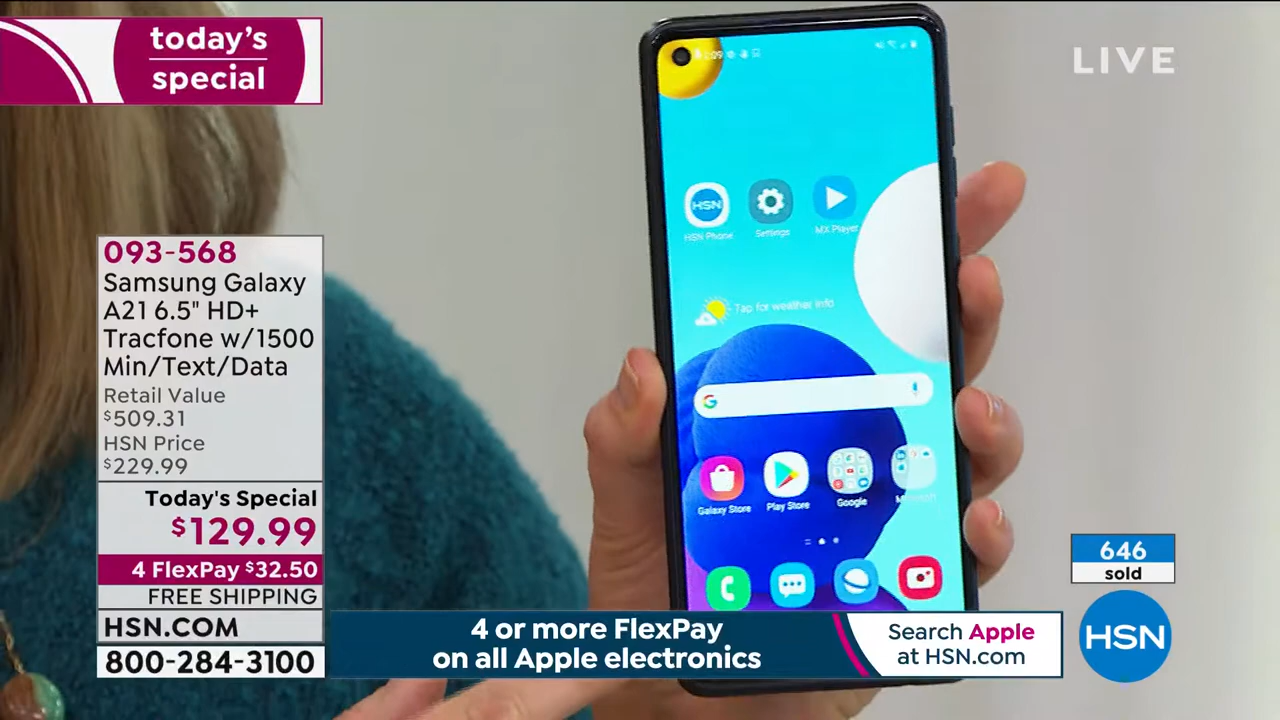 today's
special
LIVE
093-568
Samsung Galaxy
A21 6.5" HD+
Tracfone w/1500
Min/Text/Data
Retail Value
$509.31
HSN Price
$229.99
Today's Special
$129.99
4 FlexPay $32.50
FREE SHIPPING
HSN.COM
800-284-3100
HSN
HSN Phone
Settings
MX Player
Tap for weather info
Galaxy Store
Play Store
Google
4 or more FlexPay
on all Apple electronics
Search Apple
at HSN.com
646
sold
HSN